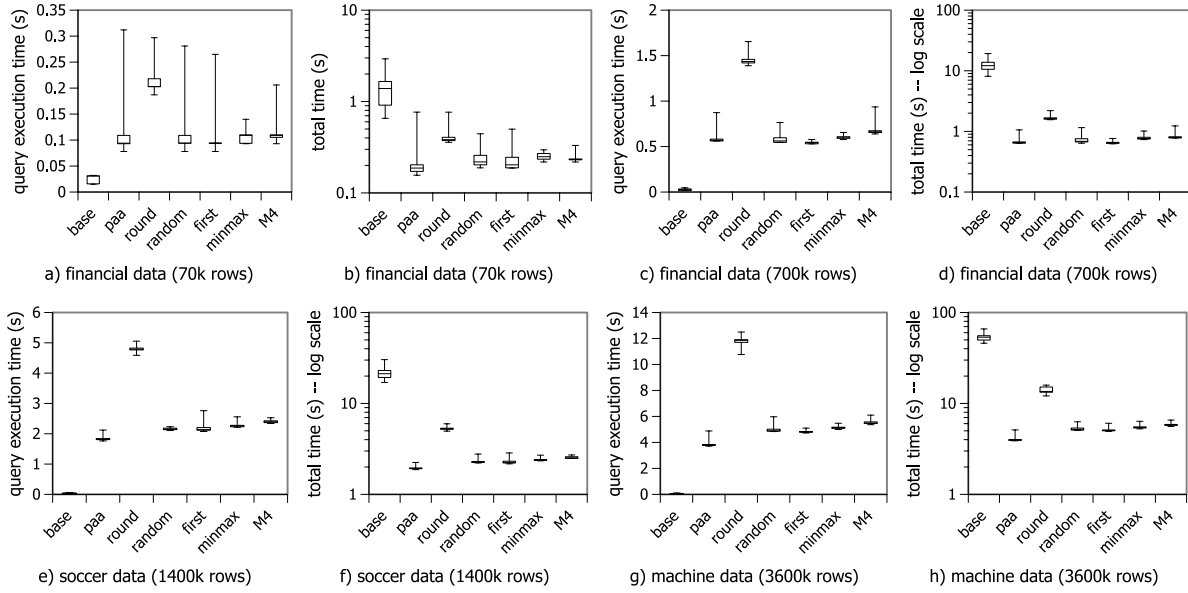 query execution time (s)
0.35
0.3
0.25
0.2
0.15
0.1
0.05
0
base
paa
round
random
first
minmax
M4
a) financial data (70k rows)
total time (s)
10
1
0.1
base
paa
round
random
first
minmax
M4
b) financial data (70k rows)
query execution time (s)
2
1.5
1
0.5
0
base
paa
round
random
first
minmax
M4
c) financial data (700k rows)
total time (s) -- log scale
100
10
1
0.1
base
paa
round
random
first
minmax
M4
d) financial data (700k rows)
query execution time (s)
6
5
4
3
2
1
0
base
paa
round
random
first
minmax
M4
e) soccer data (1400k rows)
total time (s) -- log scale
100
10
1
base
paa
round
random
first
minmax
M4
f) soccer data (1400k rows)
query execution time (s)
14
12
10
8
6
4
2
0
base
paa
round
random
first
minmax
M4
g) machine data (3600k rows)
total time (s) -- log scale
100
10
1
base
paa
round
random
first
minmax
M4
h) machine data (3600k rows)